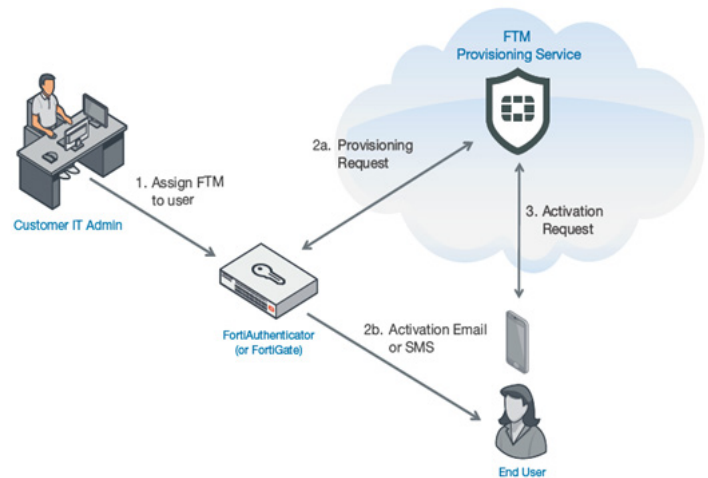 FTM
Provisioning Service
2a. Provisioning
Request
1. Assign FTM
to user
3. Activation
Request
Customer IT Admin
FortiAuthenticator
(or FortiGate)
2b. Activation Email
or SMS
End User